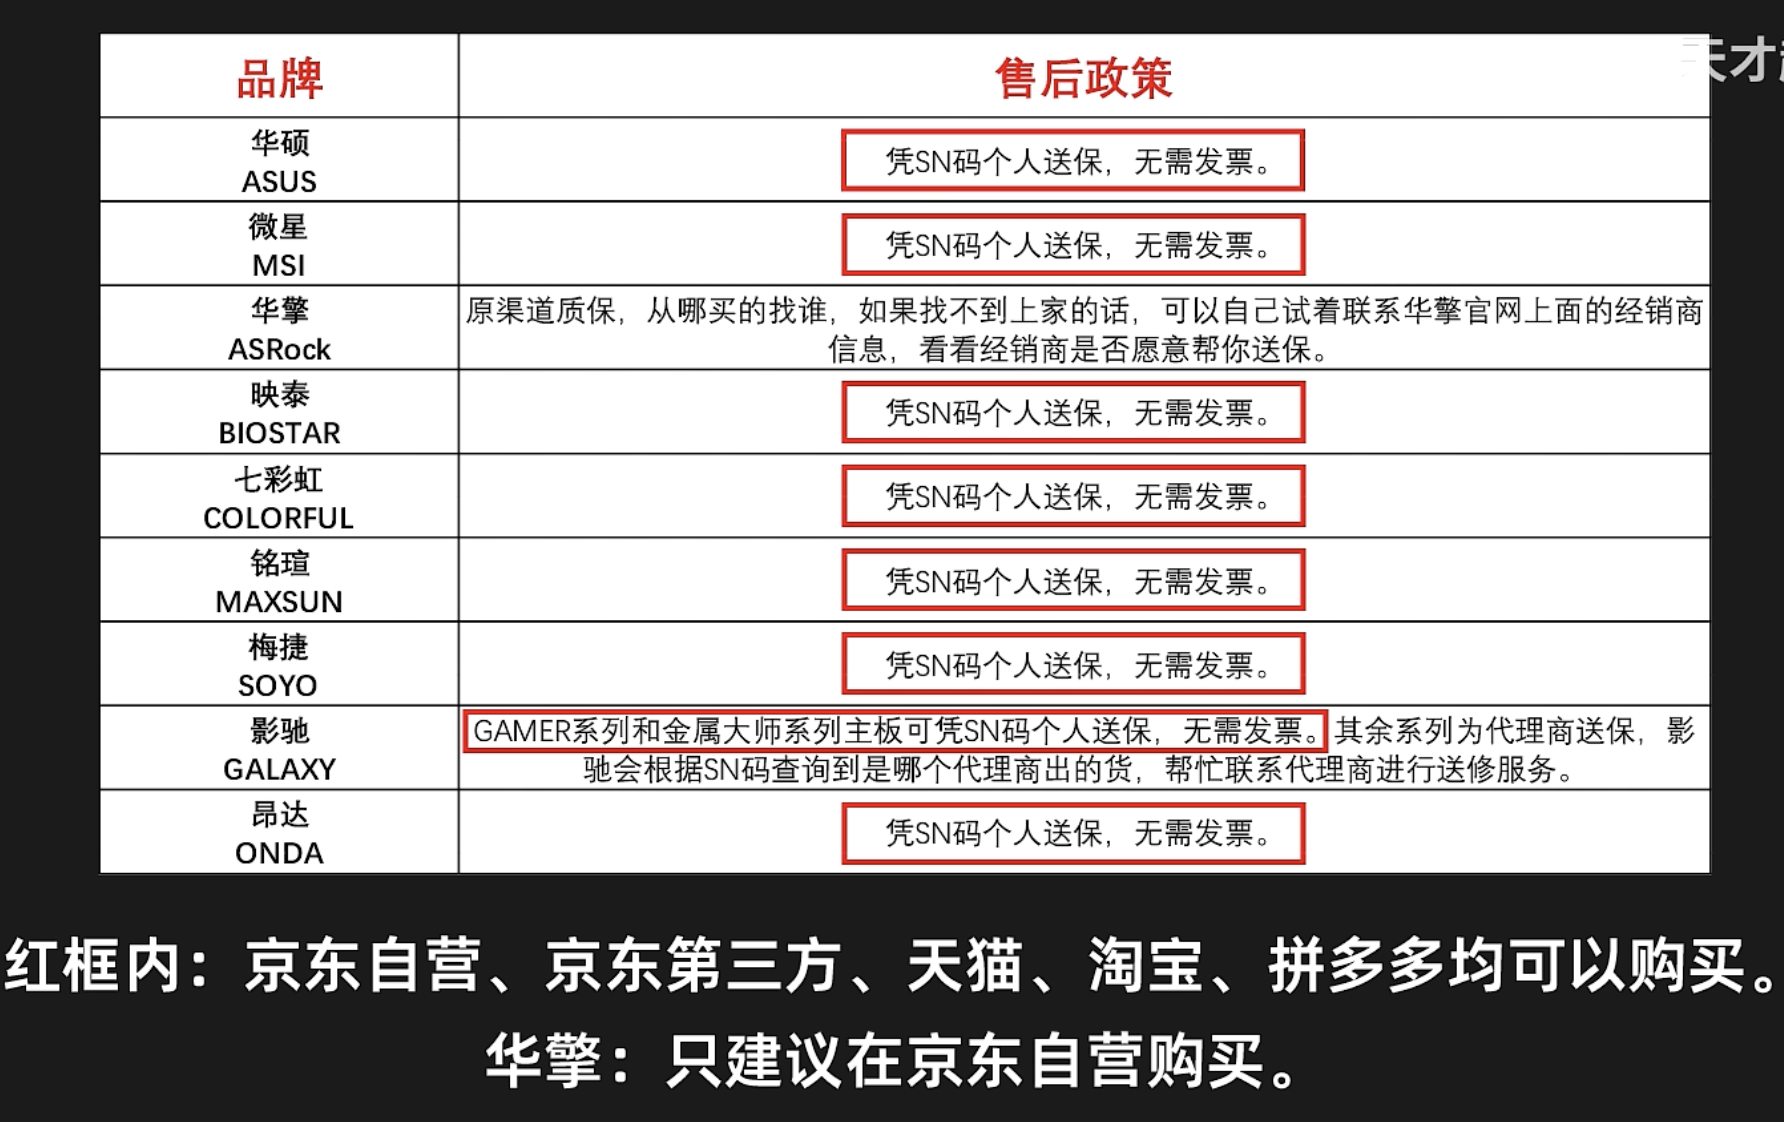 品牌
售后政策
天才
华硕
ASUS
凭SN码个人送保，无需发票。
微星
MSI
凭SN码个人送保，无需发票。
华擎
ASRock
原渠道质保，从哪买的找谁，如果找不到上家的话，可以自己试着联系华擎官网上面的经销商
信息，看看经销商是否愿意帮你送保。
映泰
BIOSTAR
凭SN码个人送保，无需发票。
七彩虹
COLORFUL
凭SN码个人送保，无需发票。
铭瑄
MAXSUN
凭SN码个人送保，无需发票。
梅捷
SOYO
凭SN码个人送保，无需发票。
影驰
GALAXY
GAMER系列和金属大师系列主板可凭SN码个人送保，无需发票。其余系列为代理商送保，影
驰会根据SN码查询到是哪个代理商出的货，帮忙联系代理商进行送修服务。
昂达
ONDA
凭SN码个人送保，无需发票。
红框内：京东自营、京东第三方、天猫、淘宝、拼多多均可以购买。
华擎：只建议在京东自营购买。